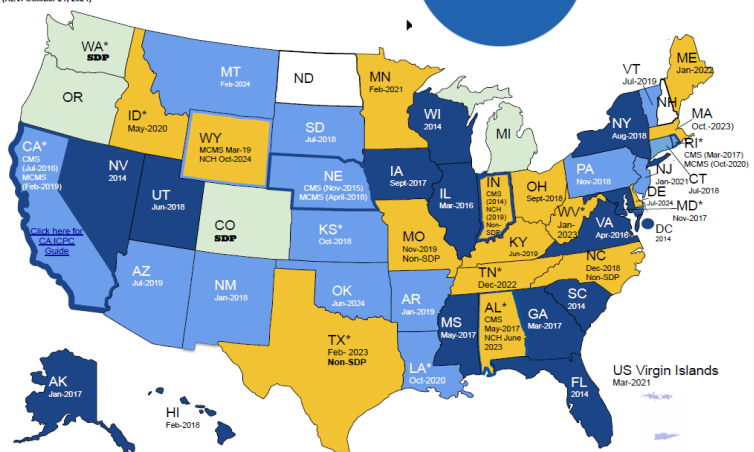 WA*
SDP
OR
ID*
May-2020
MT
Feb-2024
ND
MN
Feb-2021
WI
2014
MI
VT
Jul-2019
NH
ME
Jan-2022
NY
Aug-2018
MA
Oct.-2023)
RI*
CMS (Mar-2017)
MCMS (Oct-2020)
CT
Jul-2018
NJ
Jan-2021
DE
Jul-2024
MD*
Nov-2017
DC
2014
PA
Nov-2018
WY
MCMS Mar-19
NCH Oct-2024
SD
Jul-2018
NE
CMS (Nov-2015)
MCMS (April-2018)
IA
Sept-2017
IL
Mar-2016
IN
CMS
(2014)
NCH
(2019)
Non-
SDP
OH
Sept-2018
WV*
Jan-
2023
VA
Apr-2016
CA*
CMS
(Jul-2016)
MCMS
(Feb-2019)
Click here for
CA ICPC
Guide
NV
2014
UT
Jun-2018
CO
SDP
KS*
Oct-2018
MO
Nov-2019
Non-SDP
KY
Jun-2019
NC
Dec-2018
Non-SDP
TN*
Dec-2022
AZ
Jul-2019
NM
Jan-2018
OK
Jun-2024
AR
Jan-2019
SC
2014
MS
May-2017
AL*
CMS
May-2017
NCH June
2023
GA
Mar-2017
TX*
Feb- 2023
Non-SDP
LA*
Oct-2020
FL
2014
US Virgin Islands
Mar-2021
AK
Jan-2017
HI
Feb-2018